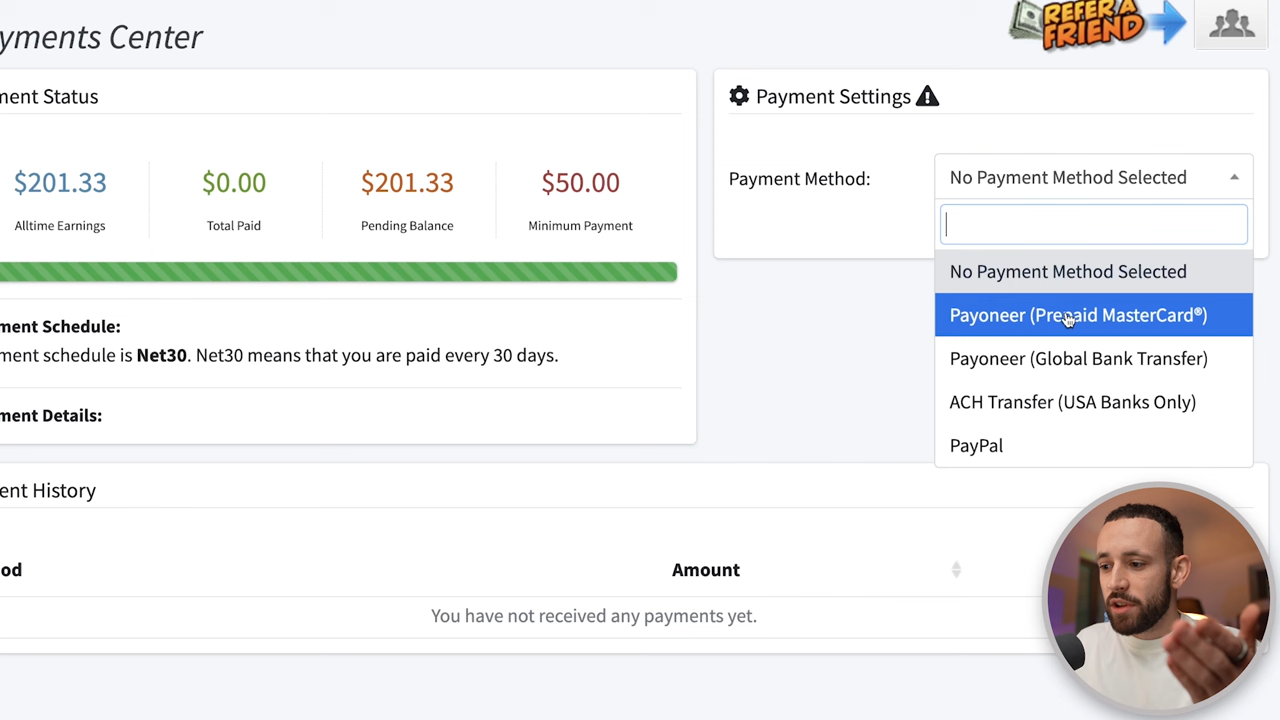 yments Center
REFER A
FRIEND
ment Status
$201.33
$0.00
$201.33
$50.00
Alltime Earnings
Total Paid
Pending Balance
Minimum Payment
ment Schedule:
ment schedule is Net30. Net30 means that you are paid every 30 days.
ment Details:
Payment Settings
Payment Method:
No Payment Method Selected
No Payment Method Selected
Payoneer (Prepaid MasterCard®)
Payoneer (Global Bank Transfer)
ACH Transfer (USA Banks Only)
PayPal
ent History
od
Amount
You have not received any payments yet.